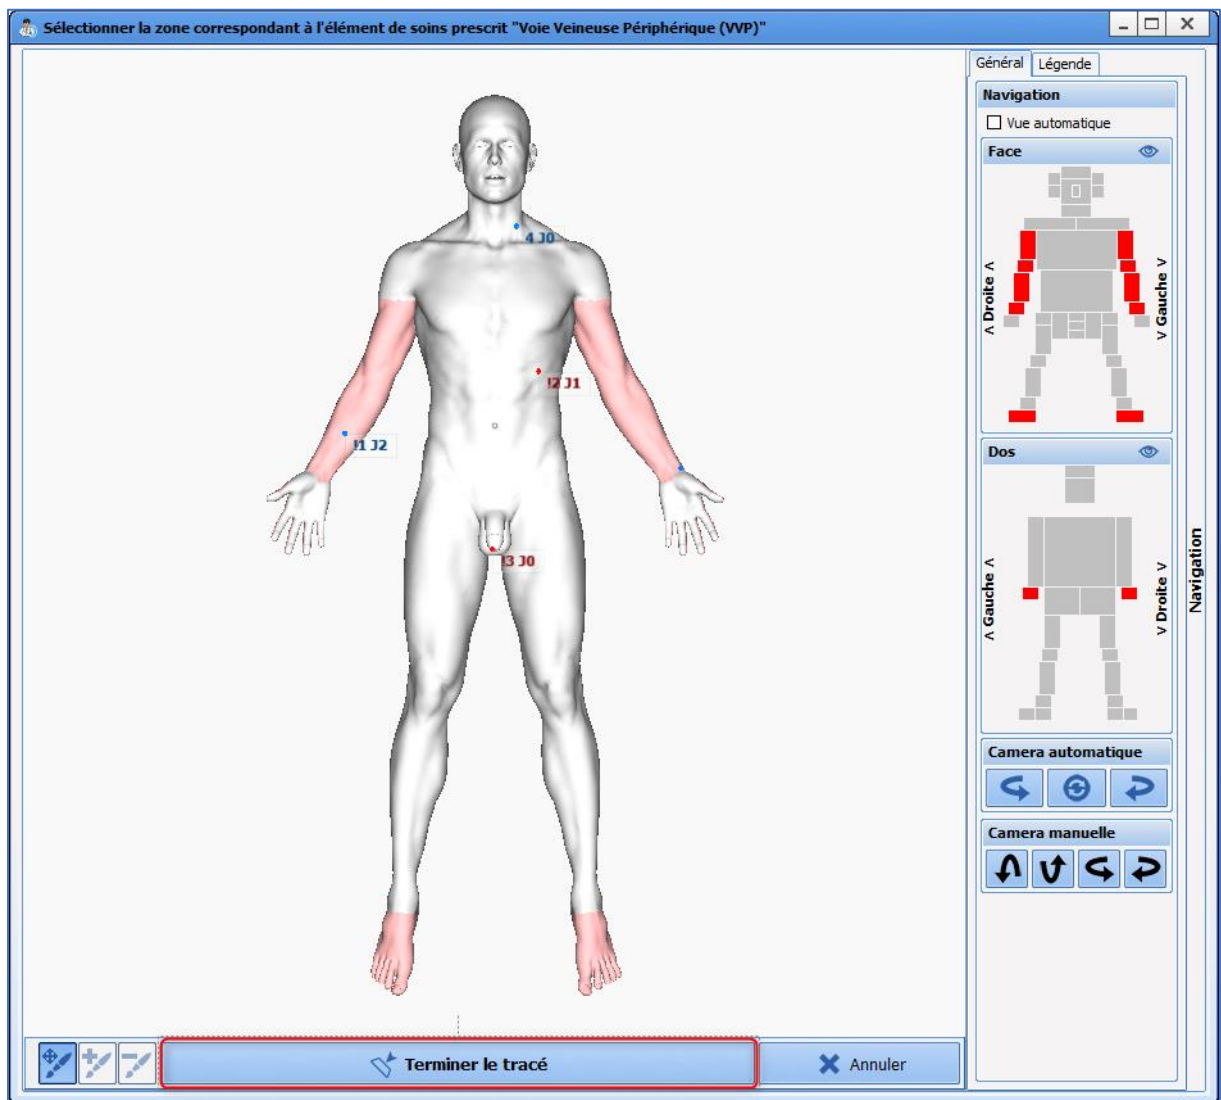 Sélectionner la zone correspondant à l'élément de soins prescrit "Voie Veineuse Périphérique (VVP)"
Général Légende
Navigation
Vue automatique
Face
< Droite <
> Gauche >
4 J0
!2 J1
!1 J2
!3 J0
Dos
< Gauche <
> Droite >
Navigation
Camera automatique
Camera manuelle
Terminer le tracé
Annuler